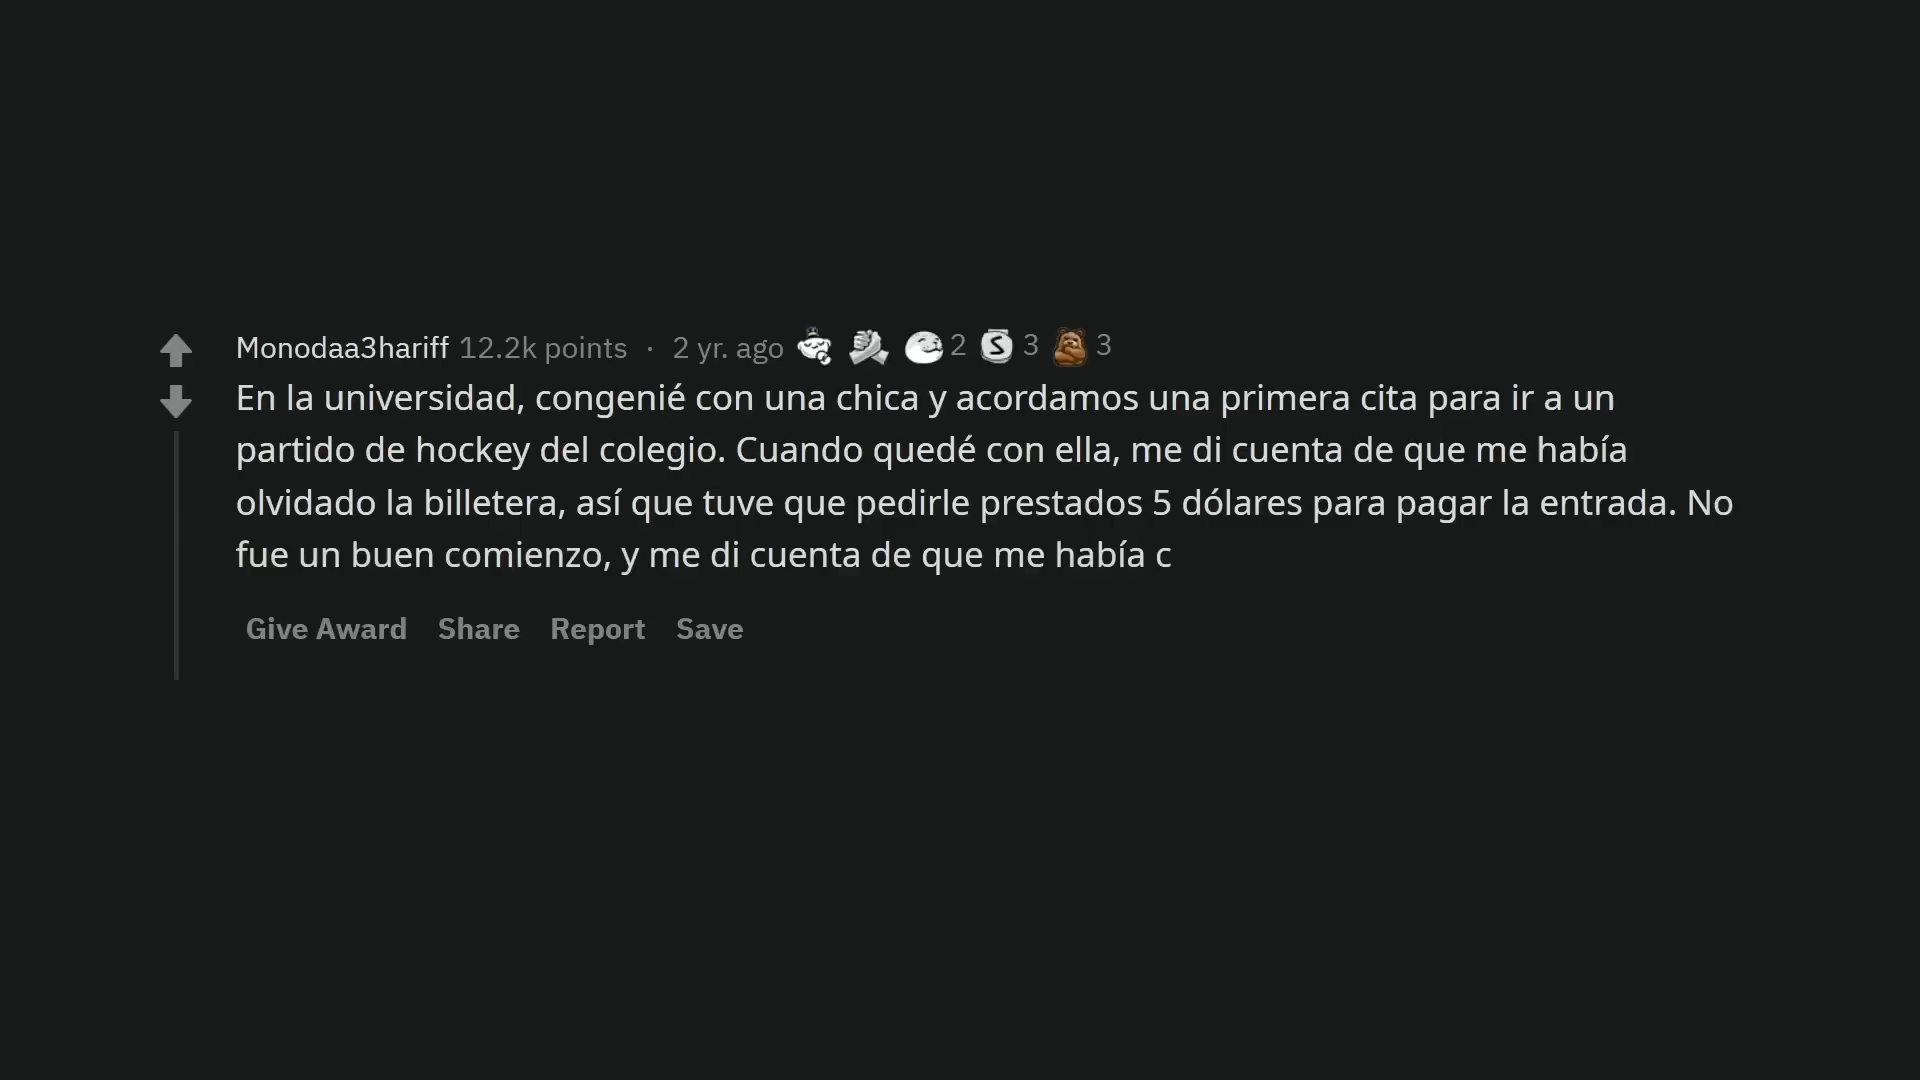 Monodaa3hariff 12.2k points · 2 yr. ago 2 3 3
En la universidad, congenié con una chica y acordamos una primera cita para ir a un
partido de hockey del colegio. Cuando quedé con ella, me di cuenta de que me había
olvidado la billetera, así que tuve que pedirle prestados 5 dólares para pagar la entrada. No
fue un buen comienzo, y me di cuenta de que me había c
Give Award Share Report Save